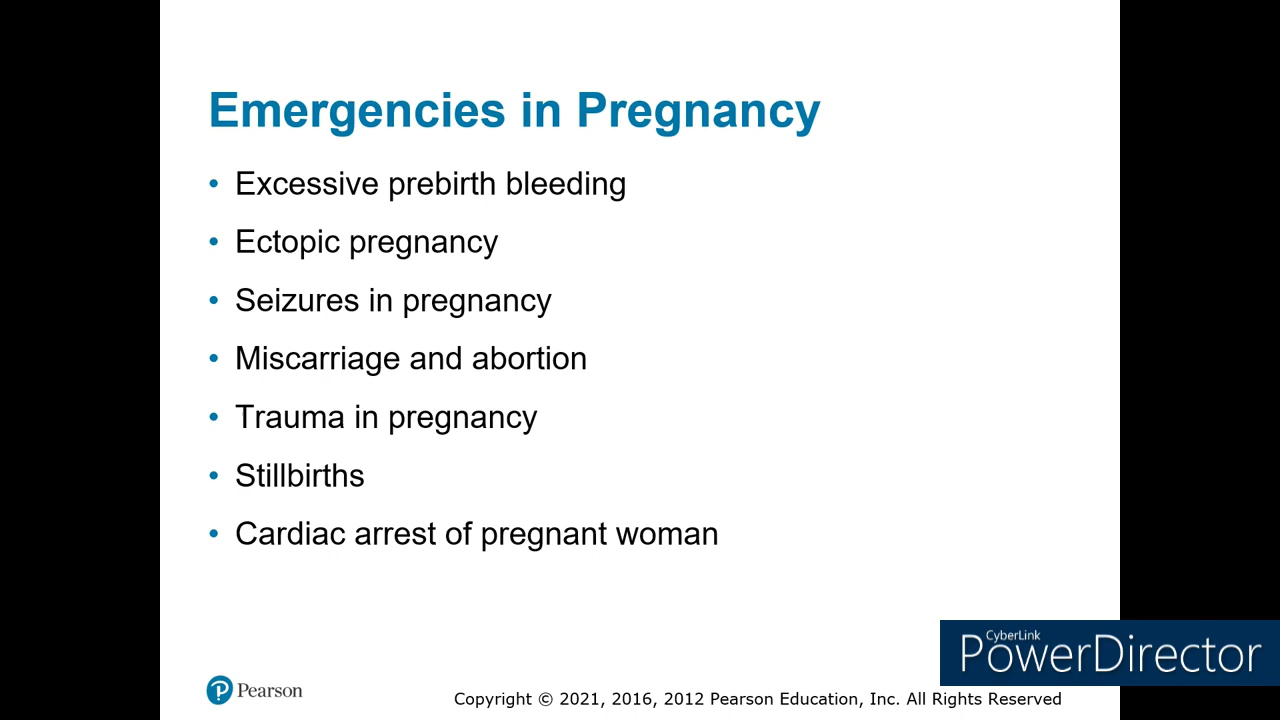 Emergencies in Pregnancy
• Excessive prebirth bleeding
• Ectopic pregnancy
• Seizures in pregnancy
• Miscarriage and abortion
• Trauma in pregnancy
• Stillbirths
• Cardiac arrest of pregnant woman
CyberLink
PowerDirector
Pearson
Copyright © 2021, 2016, 2012 Pearson Education, Inc. All Rights Reserved